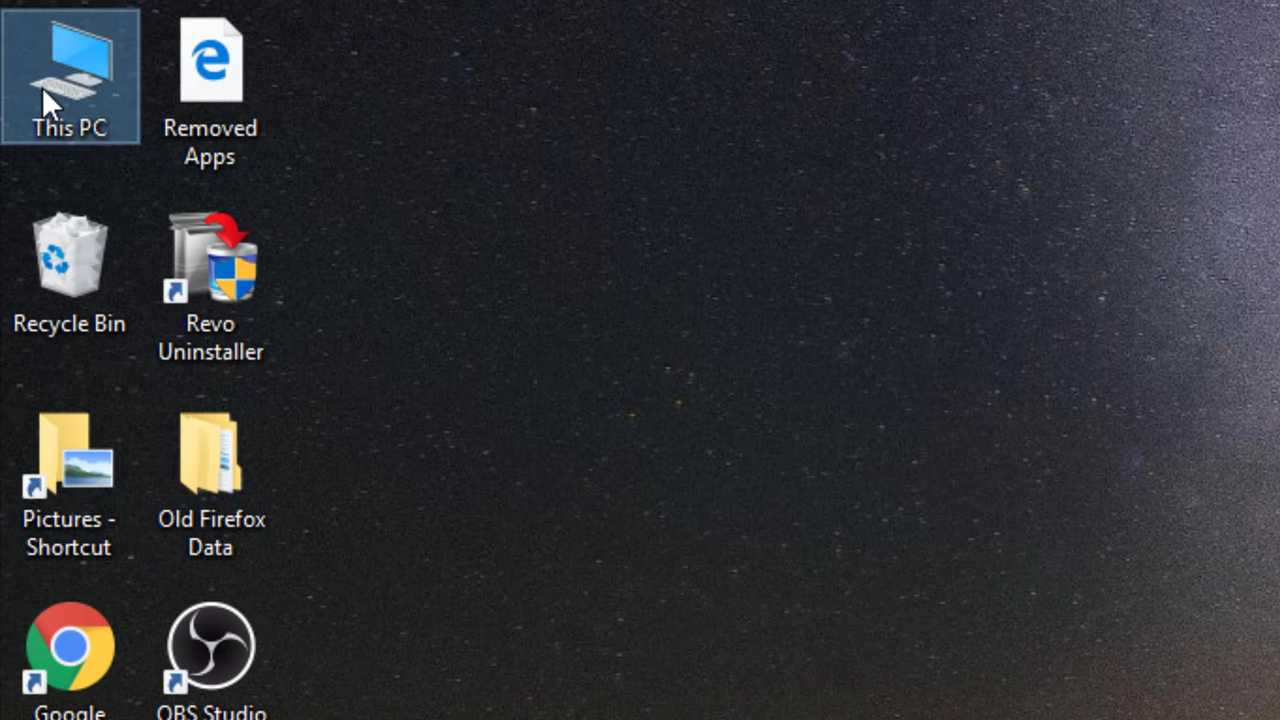 This PC
Removed
Apps
Recycle Bin
Revo
Uninstaller
Pictures -
Shortcut
Old Firefox
Data
Google
OBS Studio